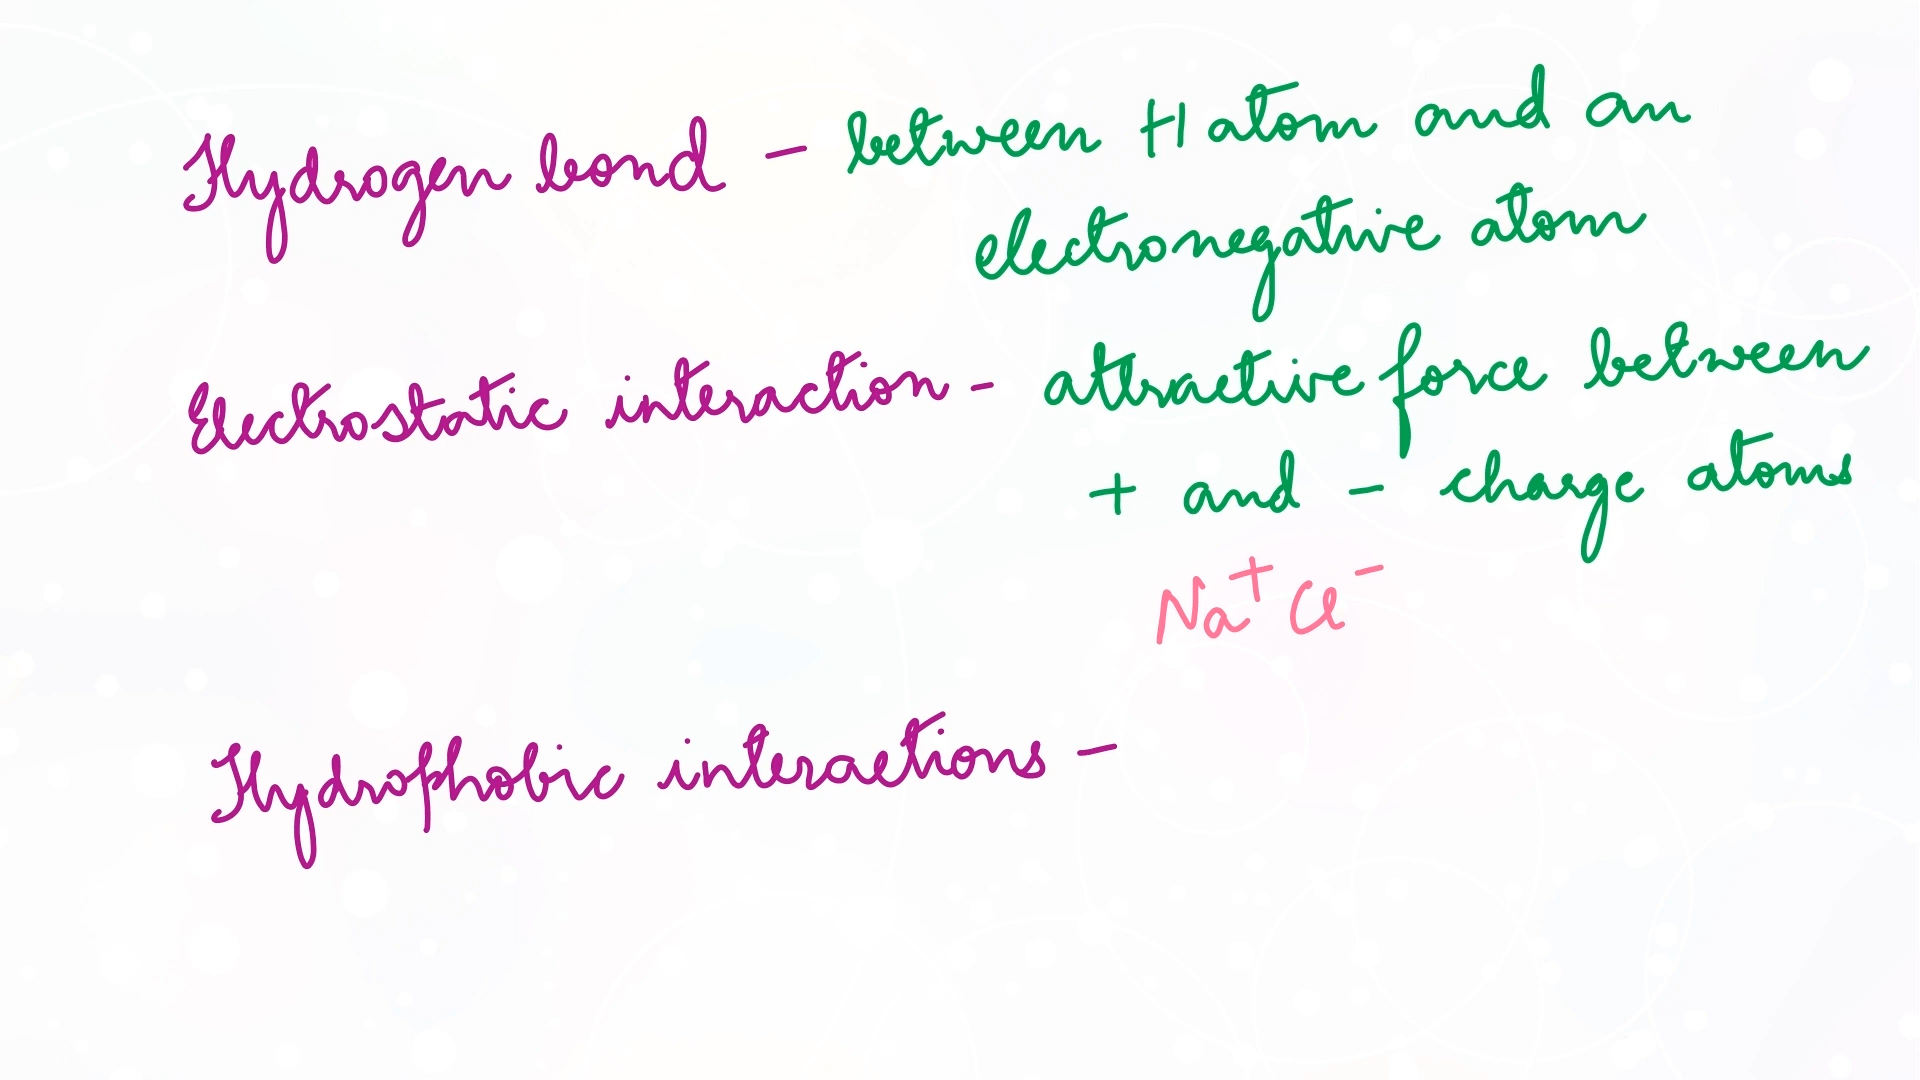 Hydrogen bond - between H atom and an
electronegative atom
Electrostatic interaction - attractive force between
+ and - charge atoms
Na⁺Cl⁻
Hydrophobic interactions -